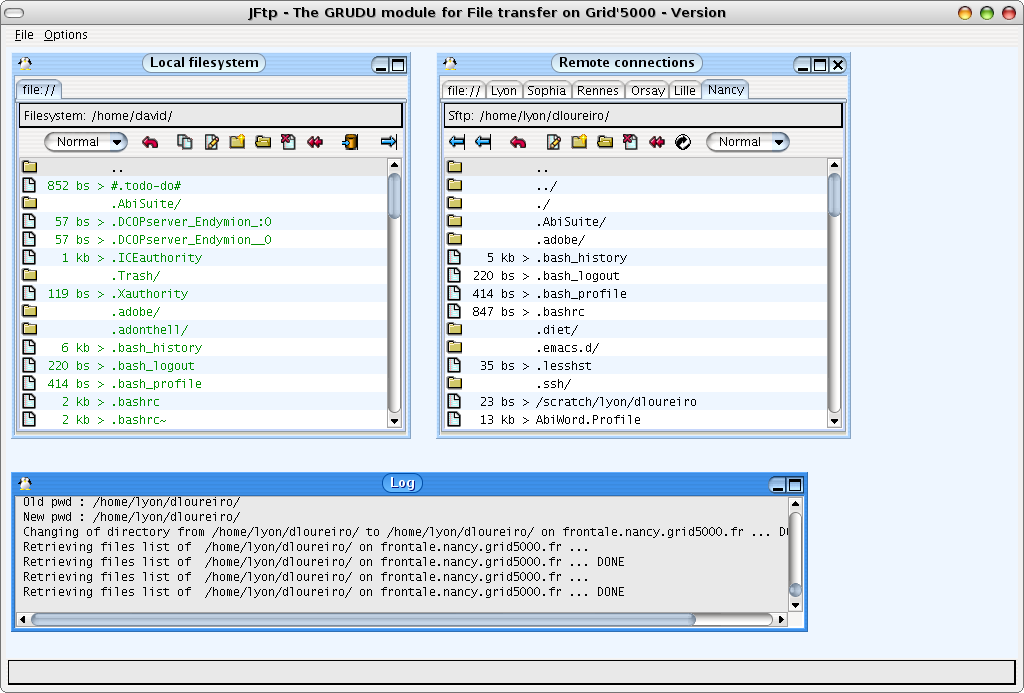 JFtp - The GRUDU module for File transfer on Grid'5000 - Version
File Options
Local filesystem
file://
Filesystem: /home/david/
Normal
..
852 bs > #.todo-do#
.AbiSuite/
57 bs > .DCOPserver_Endymion_:0
57 bs > .DCOPserver_Endymion__0
1 kb > .ICEauthority
.Trash/
119 bs > .Xauthority
.adobe/
.adonthell/
6 kb > .bash_history
220 bs > .bash_logout
414 bs > .bash_profile
2 kb > .bashrc
2 kb > .bashrc~
Remote connections
file:// Lyon Sophia Rennes Orsay Lille Nancy
Sftp: /home/lyon/dloureiro/
Normal
..
../
./
.AbiSuite/
.adobe/
5 kb > .bash_history
220 bs > .bash_logout
414 bs > .bash_profile
847 bs > .bashrc
.diet/
.emacs.d/
35 bs > .lesshst
.ssh/
23 bs > /scratch/lyon/dloureiro
13 kb > AbiWord.Profile
Log
Old pwd : /home/lyon/dloureiro/
New pwd : /home/lyon/dloureiro/
Changing of directory from /home/lyon/dloureiro/ to /home/lyon/dloureiro/ on frontale.nancy.grid5000.fr ...
Retrieving files list of  /home/lyon/dloureiro/ on frontale.nancy.grid5000.fr ...
Retrieving files list of  /home/lyon/dloureiro/ on frontale.nancy.grid5000.fr ... DONE
Retrieving files list of  /home/lyon/dloureiro/ on frontale.nancy.grid5000.fr ...
Retrieving files list of  /home/lyon/dloureiro/ on frontale.nancy.grid5000.fr ... DONE